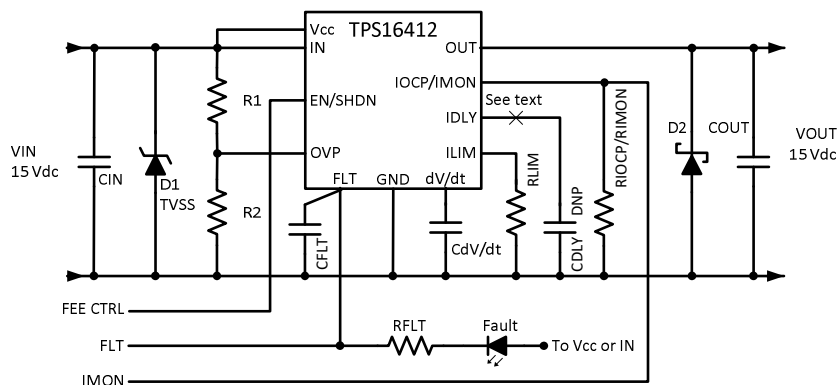 TPS16412
Vcc
IN
OUT
IOCP/IMON
R1
EN/SHDN
See text
IDLY
D2
COUT
VIN
15 Vdc
CIN
D1
TVSS
OVP
ILIM
RLIM
DNP
RIOCP/RIMON
VOUT
15 Vdc
R2
FLT
GND
dV/dt
CFLT
CdV/dt
CDLY
FEE CTRL
FLT
RFLT
Fault
To Vcc or IN
IMON